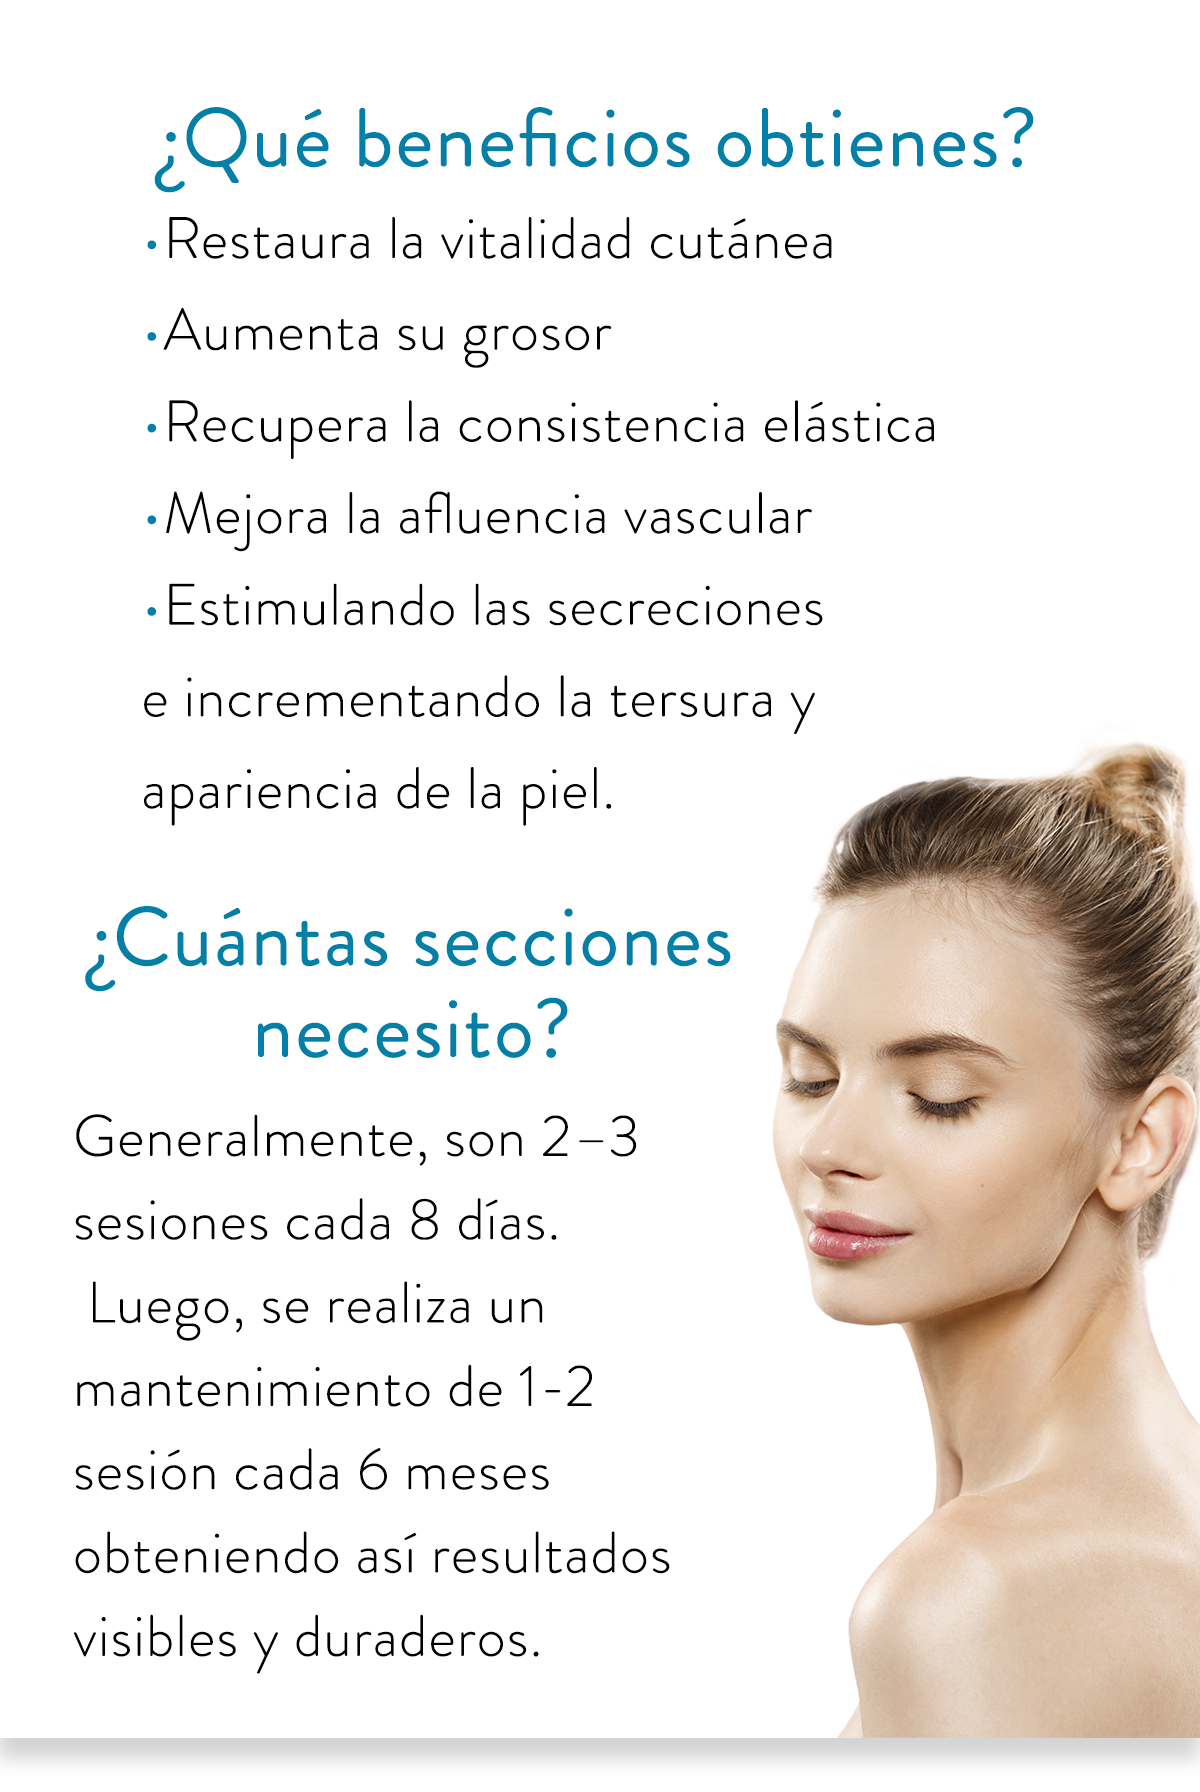 ¿Qué beneficios obtienes?
•Restaura la vitalidad cutánea
•Aumenta su grosor
•Recupera la consistencia elástica
•Mejora la afluencia vascular
•Estimulando las secreciones
e incrementando la tersura y
apariencia de la piel.
¿Cuántas secciones
necesito?
Generalmente, son 2–3
sesiones cada 8 días.
Luego, se realiza un
mantenimiento de 1-2
sesión cada 6 meses
obteniendo así resultados
visibles y duraderos.